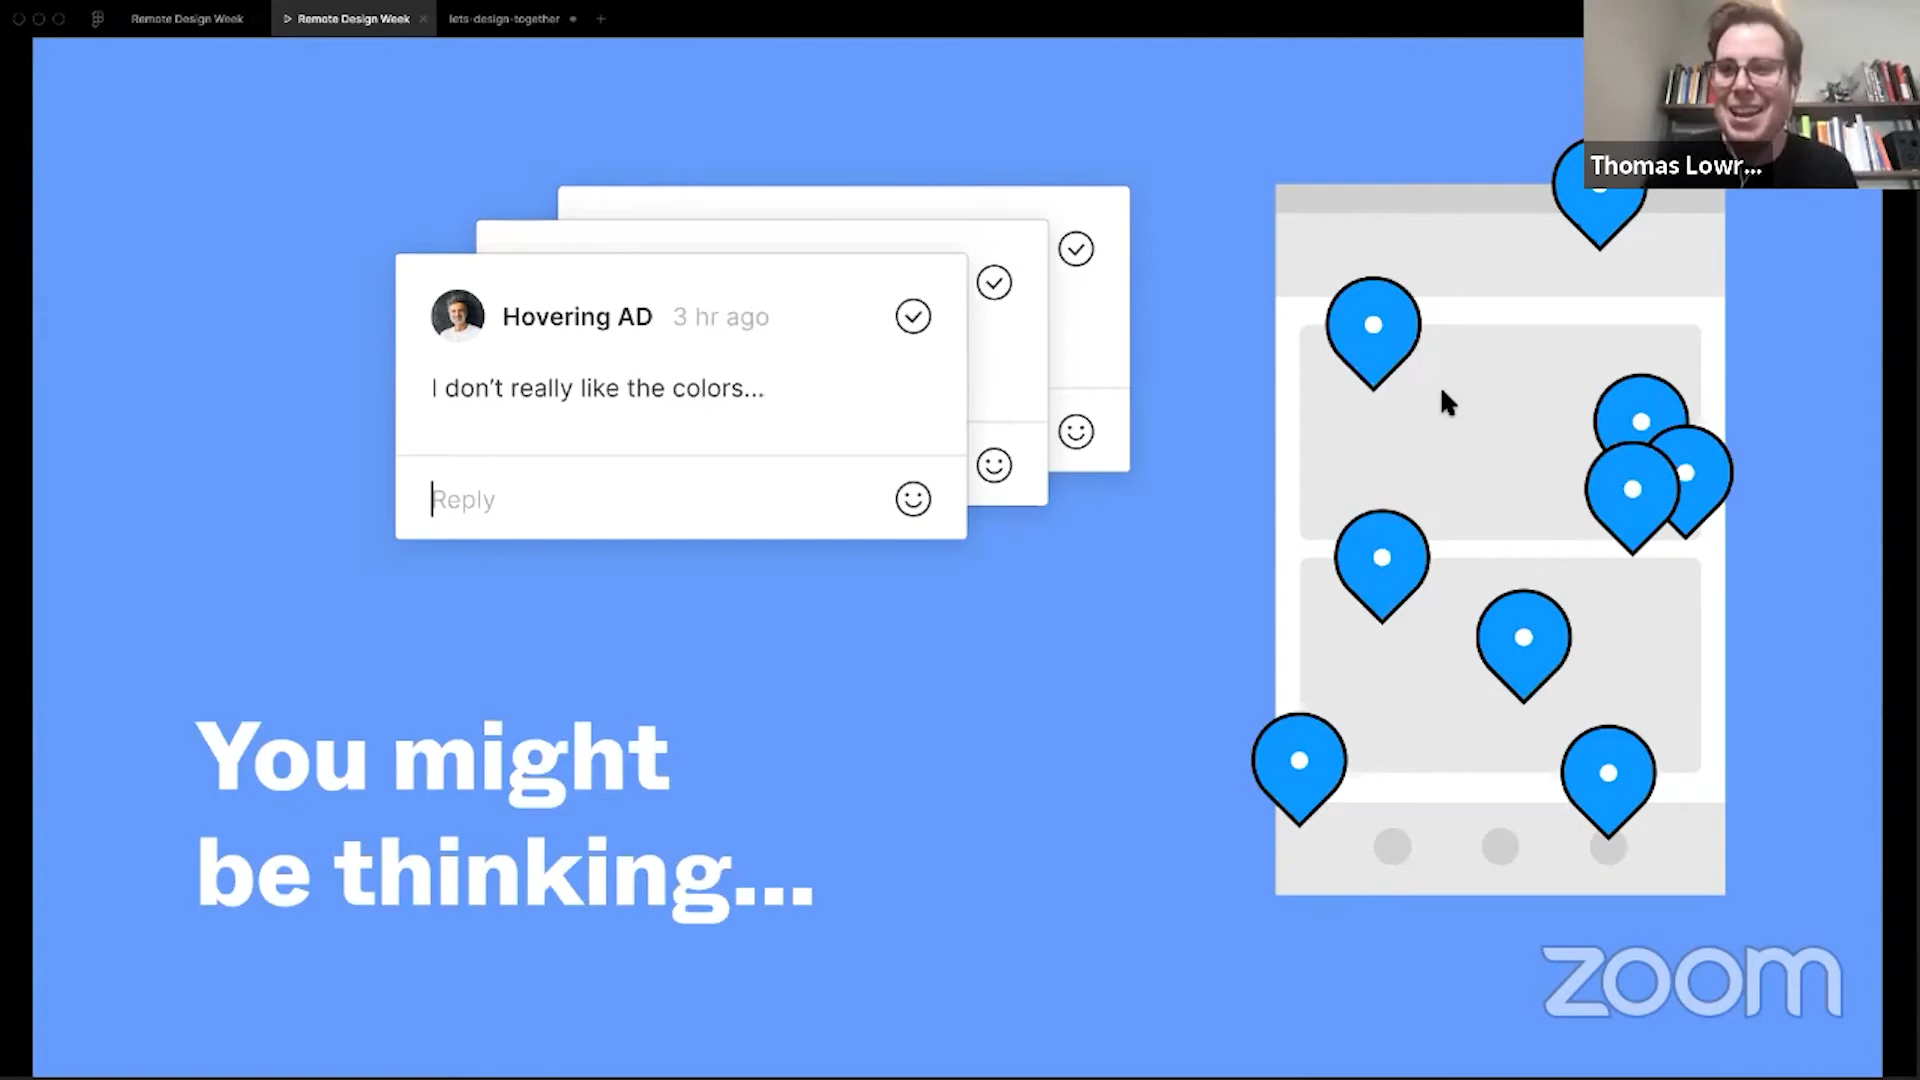 Remote Design Week
Remote Design Week
lets-design-together
Thomas Lowr...
Hovering AD 3 hr ago
I don't really like the colors...
Reply
You might
be thinking...
zoom